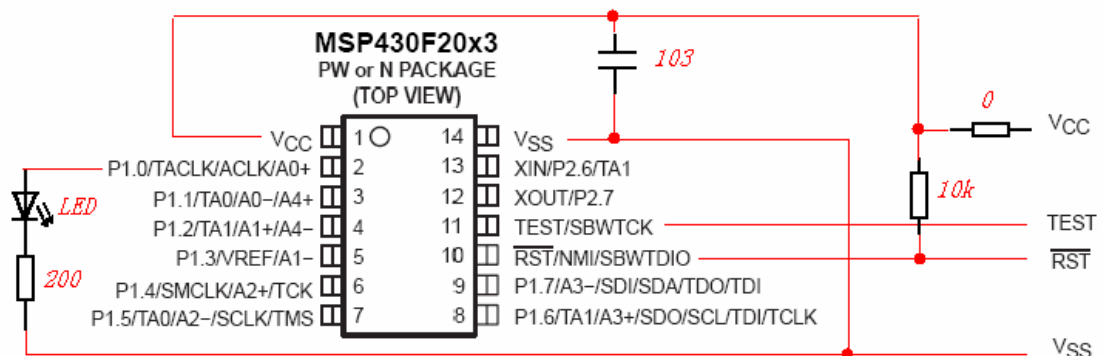 MSP430F20x3
PW or N PACKAGE
(TOP VIEW)
103
0
VCC
VCC 1 14 VSS
P1.0/TACLK/ACLK/A0+ 2 13 XIN/P2.6/TA1
P1.1/TA0/A0−/A4+ 3 12 XOUT/P2.7
10k
LED
P1.2/TA1/A1+/A4− 4 11 TEST/SBWTCK TEST
P1.3/VREF/A1− 5 10 RST/NMI/SBWTDIO RST
200
P1.4/SMCLK/A2+/TCK 6 9 P1.7/A3−/SDI/SDA/TDO/TDI
P1.5/TA0/A2−/SCLK/TMS 7 8 P1.6/TA1/A3+/SDO/SCL/TDI/TCLK
VSS